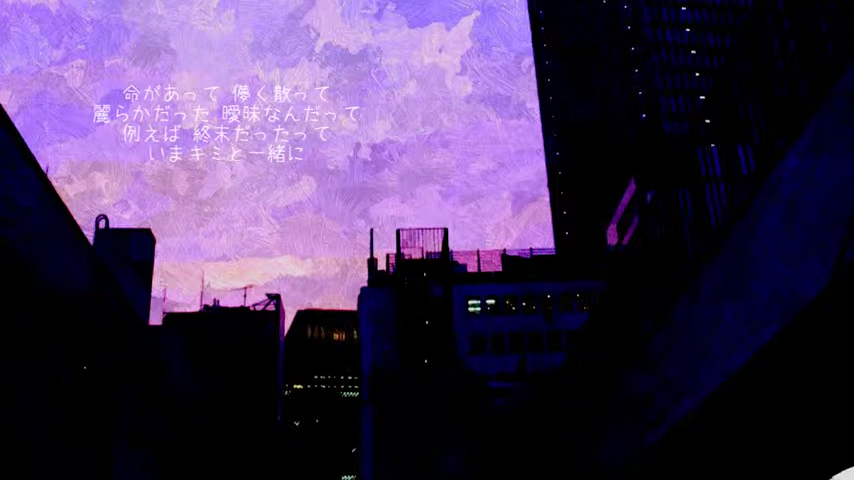 命があって 儚く散って
麗らかだった 曖昧なんだって
例えば 終末だったって
いまキミと一緒に